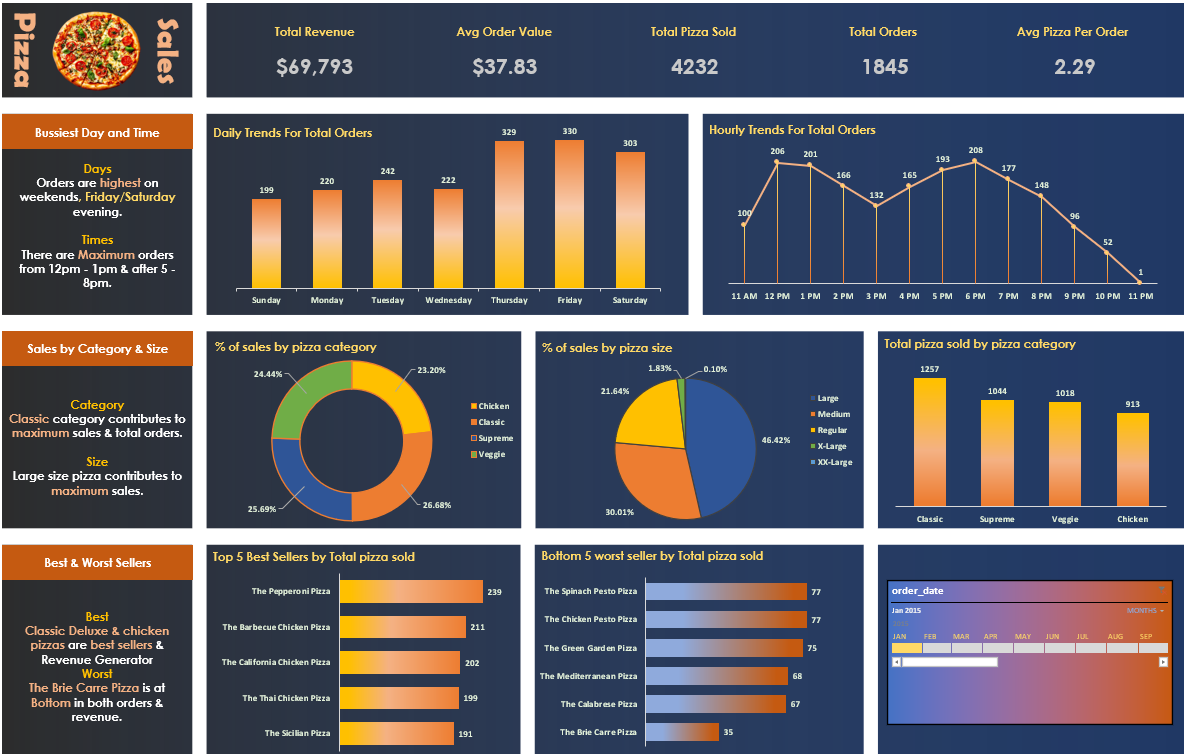 Pizza
Sales
Total Revenue
$69,793
Avg Order Value
$37.83
Total Pizza Sold
4232
Total Orders
1845
Avg Pizza Per Order
2.29
Bussiest Day and Time
Days
Orders are highest on
weekends, Friday/Saturday
evening.
Times
There are Maximum orders
from 12pm - 1pm & after 5 -
8pm.
Daily Trends For Total Orders
199
220
242
222
329
330
303
Sunday
Monday
Tuesday
Wednesday
Thursday
Friday
Saturday
Hourly Trends For Total Orders
100
206
201
166
132
165
193
208
177
148
96
52
1
11 AM
12 PM
1 PM
2 PM
3 PM
4 PM
5 PM
6 PM
7 PM
8 PM
9 PM
10 PM
11 PM
Sales by Category & Size
Category
Classic category contributes to
maximum sales & total orders.
Size
Large size pizza contributes to
maximum sales.
% of sales by pizza category
24.44%
23.20%
25.69%
26.68%
Chicken
Classic
Supreme
Veggie
% of sales by pizza size
1.83%
0.10%
21.64%
46.42%
30.01%
Large
Medium
Regular
X-Large
XX-Large
Total pizza sold by pizza category
1257
1044
1018
913
Classic
Supreme
Veggie
Chicken
Best & Worst Sellers
Best
Classic Deluxe & chicken
pizzas are best sellers &
Revenue Generator
Worst
The Brie Carre Pizza is at
Bottom in both orders &
revenue.
Top 5 Best Sellers by Total pizza sold
The Pepperoni Pizza 239
The Barbecue Chicken Pizza 211
The California Chicken Pizza 202
The Thai Chicken Pizza 199
The Sicilian Pizza 191
Bottom 5 worst seller by Total pizza sold
The Spinach Pesto Pizza 77
The Chicken Pesto Pizza 77
The Green Garden Pizza 75
The Mediterranean Pizza 68
The Calabrese Pizza 67
The Brie Carre Pizza 35
order_date
Jan 2015 MONTHS
2015
JAN FEB MAR APR MAY JUN JUL AUG SEP